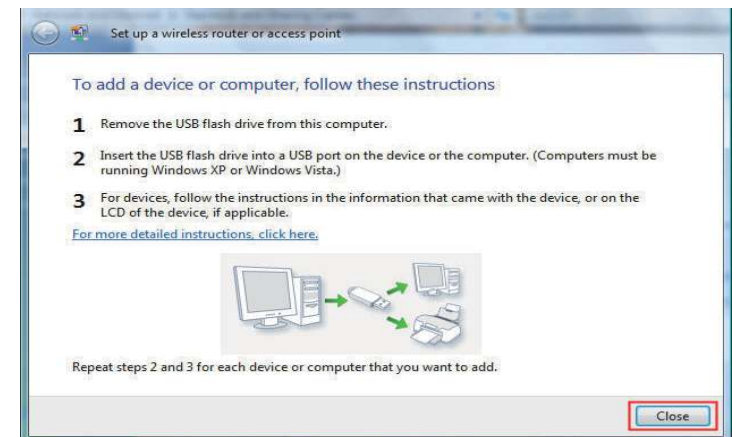 Set up a wireless router or access point
To add a device or computer, follow these instructions
1 Remove the USB flash drive from this computer.
2 Insert the USB flash drive into a USB port on the device or the computer. (Computers must be
running Windows XP or Windows Vista.)
3 For devices, follow the instructions in the information that came with the device, or on the
LCD of the device, if applicable.
For more detailed instructions, click here.
Repeat steps 2 and 3 for each device or computer that you want to add.
Close